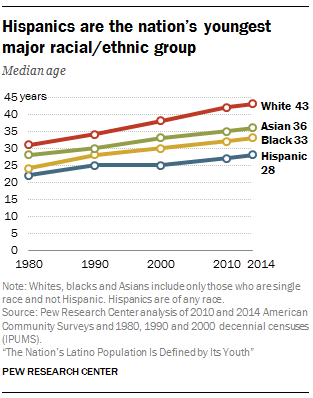 Hispanics are the nation's youngest
major racial/ethnic group
Median age
45 years
40
35
30
25
20
15
10
5
0
White 43
Asian 36
Black 33
Hispanic
28
1980 1990 2000 2010 2014
Note: Whites, blacks and Asians include only those who are single
race and not Hispanic. Hispanics are of any race.
Source: Pew Research Center analysis of 2010 and 2014 American
Community Surveys and 1980, 1990 and 2000 decennial censuses
(IPUMS).
"The Nation's Latino Population Is Defined by Its Youth"
PEW RESEARCH CENTER